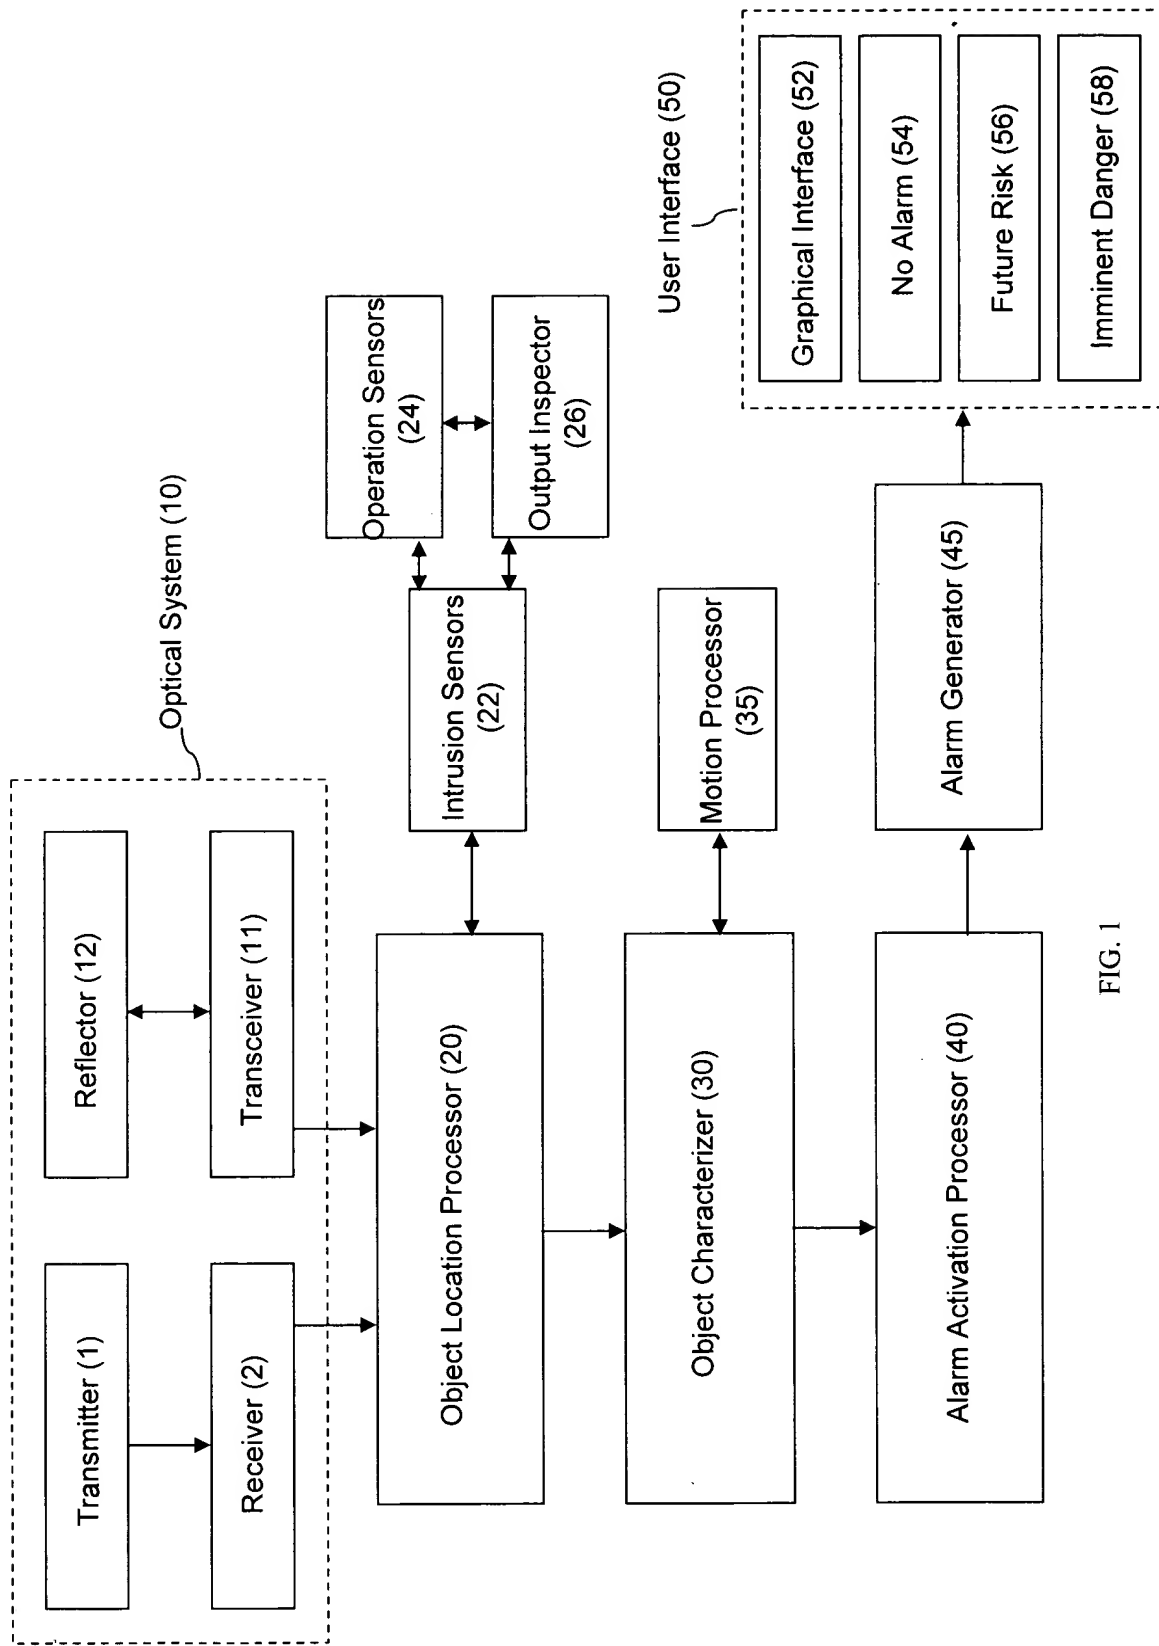 Optical System (10)
Transmitter (1)
Reflector (12)
Receiver (2)
Transceiver (11)
Operation Sensors
(24)
Object Location Processor (20)
Intrusion Sensors
(22)
Output Inspector
(26)
Object Characterizer (30)
Motion Processor
(35)
User Interface (50)
Graphical Interface (52)
No Alarm (54)
Future Risk (56)
Imminent Danger (58)
Alarm Activation Processor (40)
Alarm Generator (45)
FIG. 1